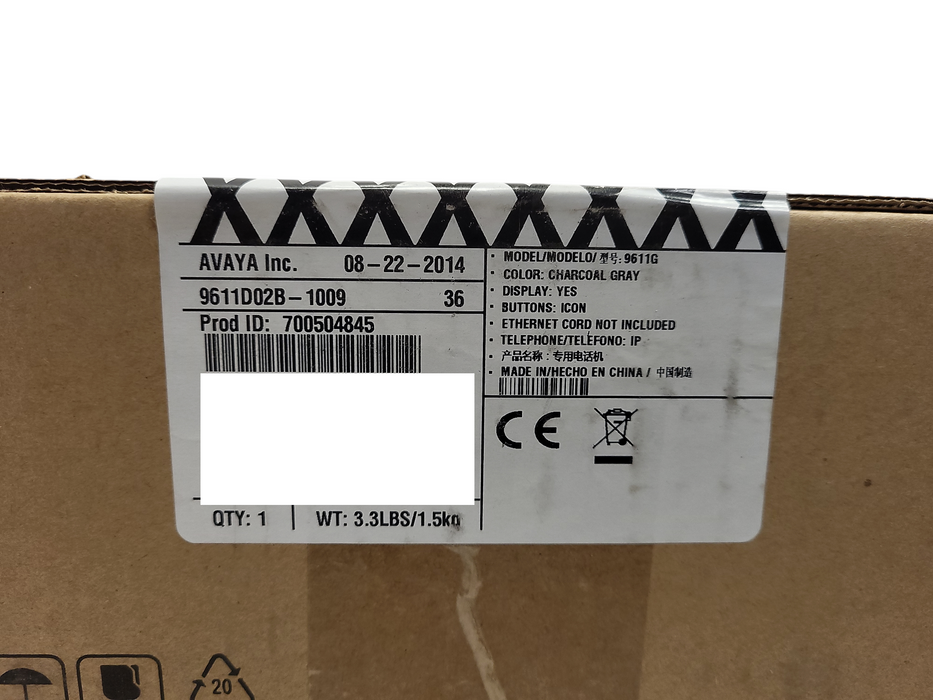 AVAYA Inc. 08-22-2014
9611D02B-1009 36
Prod ID: 700504845
QTY: 1 WT: 3.3LBS/1.5kg
· MODEL/MODELO/ 型号: 9611G
· COLOR: CHARCOAL GRAY
· DISPLAY: YES
· BUTTONS: ICON
· ETHERNET CORD NOT INCLUDED
· TELEPHONE/TELÉFONO: IP
· 产品名称：专用电话机
· MADE IN/HECHO EN CHINA / 中国制造
CE
20